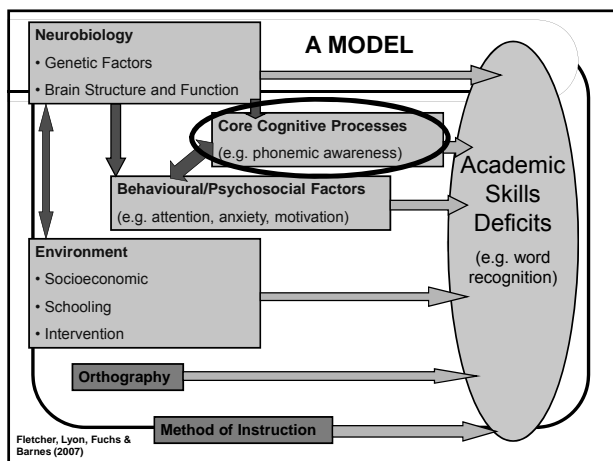 A MODEL
Neurobiology
• Genetic Factors
• Brain Structure and Function
Core Cognitive Processes
(e.g. phonemic awareness)
Behavioural/Psychosocial Factors
(e.g. attention, anxiety, motivation)
Environment
• Socioeconomic
• Schooling
• Intervention
Academic
Skills
Deficits
(e.g. word
recognition)
Orthography
Method of Instruction
Fletcher, Lyon, Fuchs &
Barnes (2007)